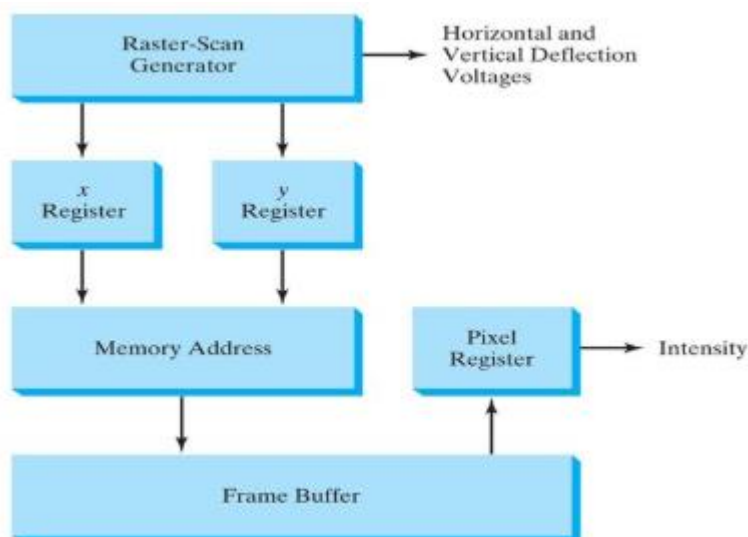 Raster-Scan
Generator
Horizontal and
Vertical Deflection
Voltages
x
Register
y
Register
Memory Address
Pixel
Register
Intensity
Frame Buffer